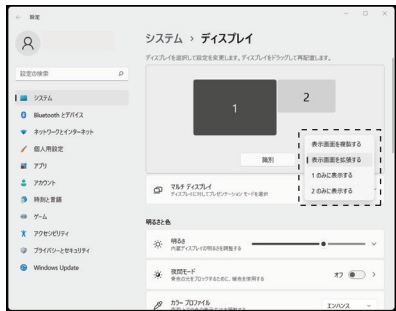 ← 設定
システム › ディスプレイ
ディスプレイを選択して設定を変更します。ディスプレイをドラッグして再配置します。
設定の検索
システム
Bluetooth とデバイス
ネットワークとインターネット
個人用設定
アプリ
アカウント
時刻と言語
ゲーム
アクセシビリティ
プライバシーとセキュリティ
Windows Update
1
2
識別
表示画面を複製する
表示画面を拡張する
1 のみに表示する
2 のみに表示する
マルチ ディスプレイ
ディスプレイに対してプレゼンテーション モードを選択
明るさと色
明るさ
内蔵ディスプレイの明るさを調整する
夜間モード
青色の光をブロックするために、暖色を使用する
オフ
カラー プロファイル
エンハンス